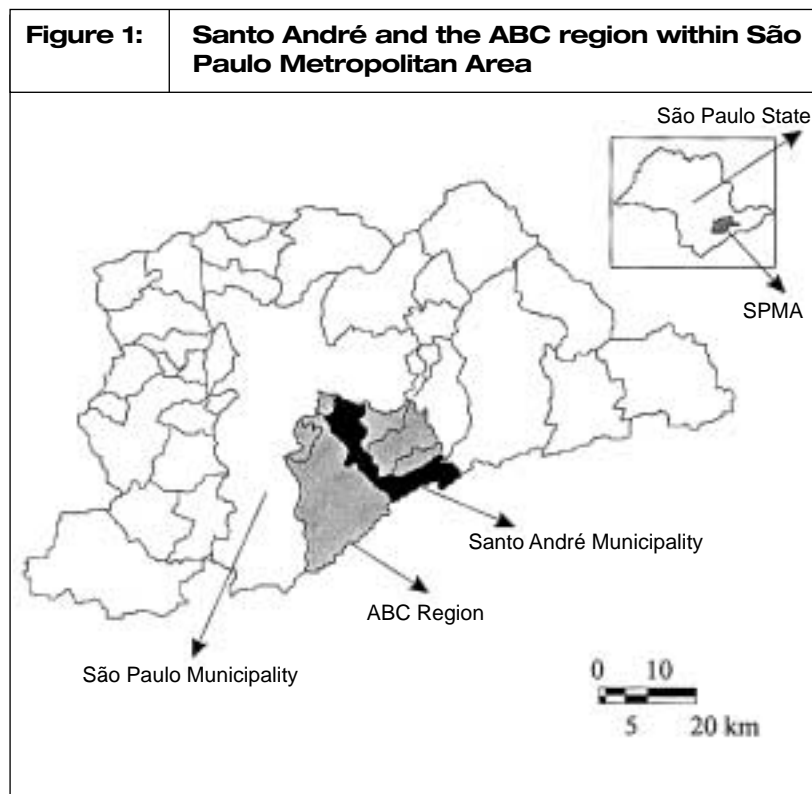 Figure 1:
Santo André and the ABC region within São
Paulo Metropolitan Area
São Paulo State
SPMA
Santo André Municipality
ABC Region
São Paulo Municipality
0 10
5 20 km